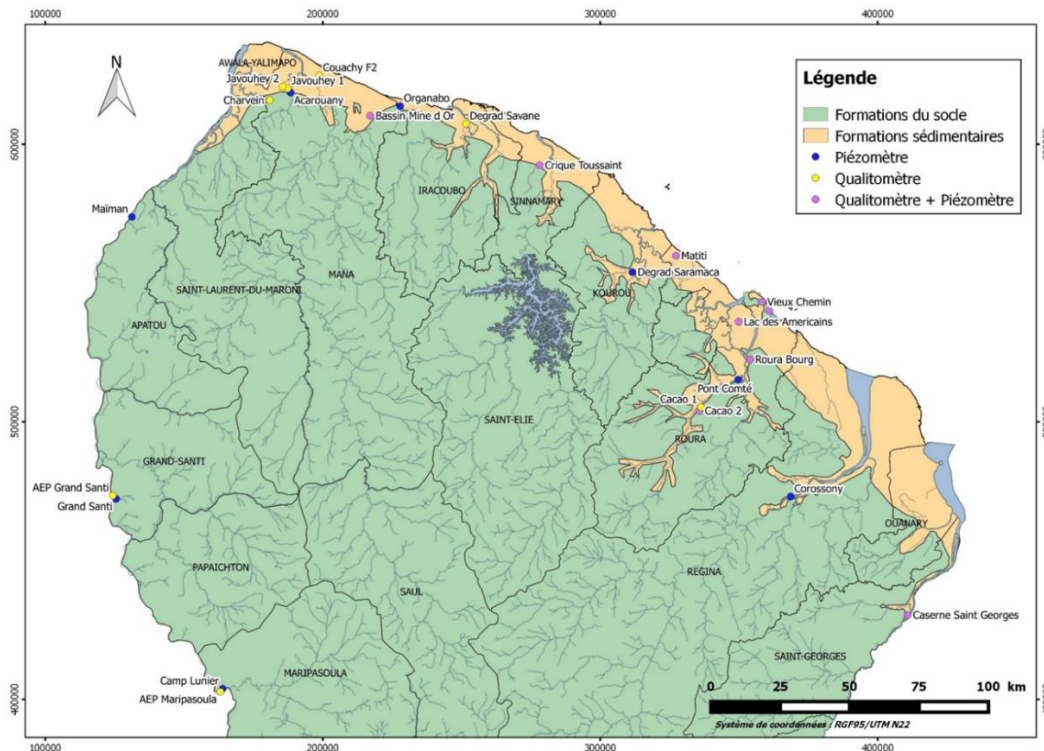 100000 200000 300000 400000
N
AWALA-YALIMAPO
Couachy F2
Javouhey 2
Javouhey 1
Charvein
Acarouany
Organabo
Bassin Mine d Or
Degrad Savane
600000
Crique Toussaint
IRACOUBO
SINNAMARY
Maïman
Matiti
Degrad Saramaca
MANA
SAINT-LAURENT-DU-MARONI
KOUROU
Vieux Chemin
Lac des Americains
APATOU
Roura Bourg
Pont Comté
Cacao 1
Cacao 2
500000
SAINT-ELIE
ROURA
GRAND-SANTI
AEP Grand Santi
Grand Santi
Corossony
OUANARY
PAPAICHTON
REGINA
SAUL
Caserne Saint Georges
SAINT-GEORGES
MARIPASOULA
Camp Lunier
AEP Maripasoula
400000
Légende
Formations du socle
Formations sédimentaires
Piézomètre
Qualitomètre
Qualitomètre + Piézomètre
0 25 50 75 100 km
Système de coordonnées : RGF95/UTM N22
100000 200000 300000 400000